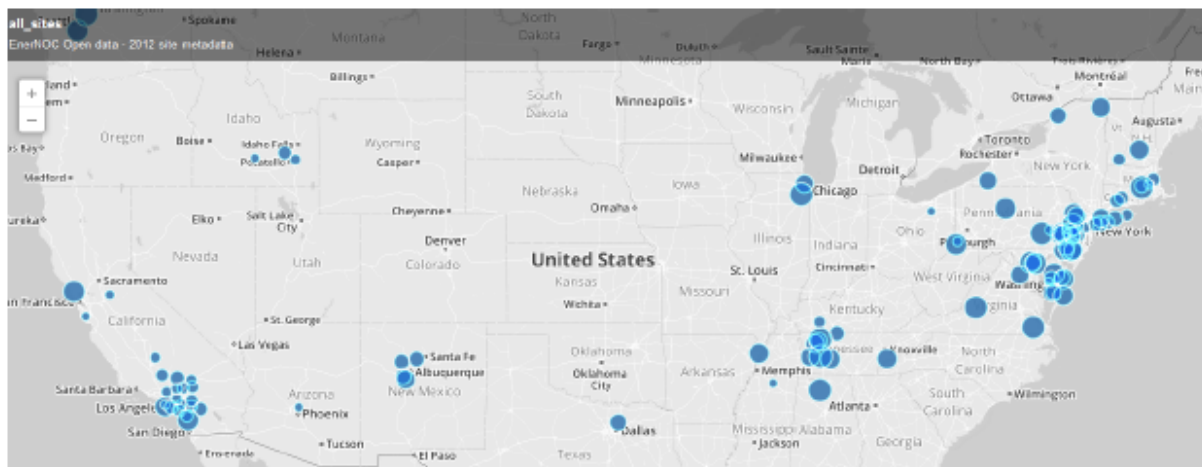 all_sites
EnerNOC Open data - 2012 site metadata
Spokane
Montana
Helena
North
Dakota
Fargo
Duluth
Minnesota
Sault Sainte
Marie
North Bay
Trois-Rivières
Montréal
Ottawa
+
−
Billings
Oregon
Idaho
Boise
Idaho Falls
Pocatello
Medford
Wyoming
Casper
South
Dakota
Minneapolis
Wisconsin
Michigan
Milwaukee
Detroit
Toronto
Rochester
New York
Augusta
Elko
Salt Lake
City
Cheyenne
Nebraska
Omaha
Iowa
Chicago
Pennsylvania
New York
Nevada
Utah
Denver
Colorado
United States
Kansas
Illinois
Indiana
Ohio
Sacramento
California
St. George
Las Vegas
Wichita
Missouri
St. Louis
Cincinnati
West Virginia
Kentucky
Santa Barbara
San Diego
Ensenada
Arizona
Phoenix
Tucson
Santa Fe
Albuquerque
New Mexico
El Paso
Oklahoma
Oklahoma
City
Arkansas
Memphis
Knoxville
North
Carolina
South
Carolina
Wilmington
Atlanta
Georgia
Dallas
Texas
Mississippi
Alabama
Jackson